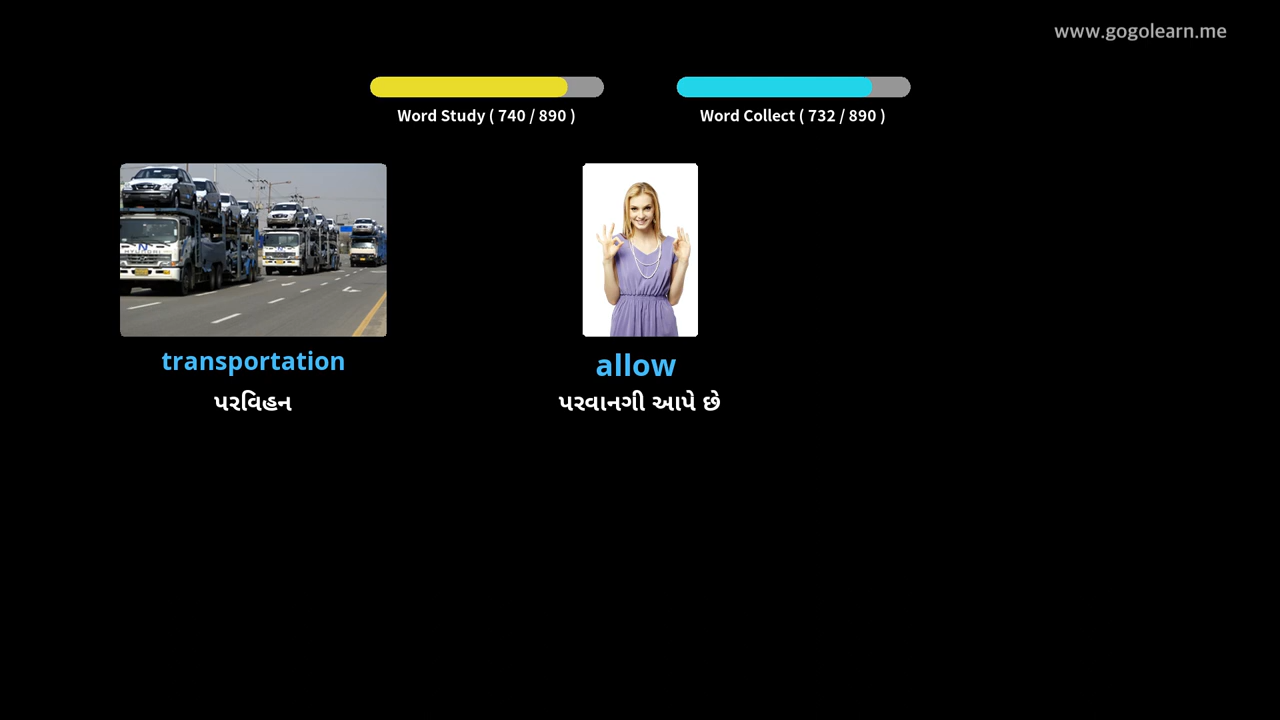 www.gogolearn.me
Word Study ( 740 / 890 )
Word Collect ( 732 / 890 )
transportation
પરવિહન
allow
પરવાનગી આપે છે